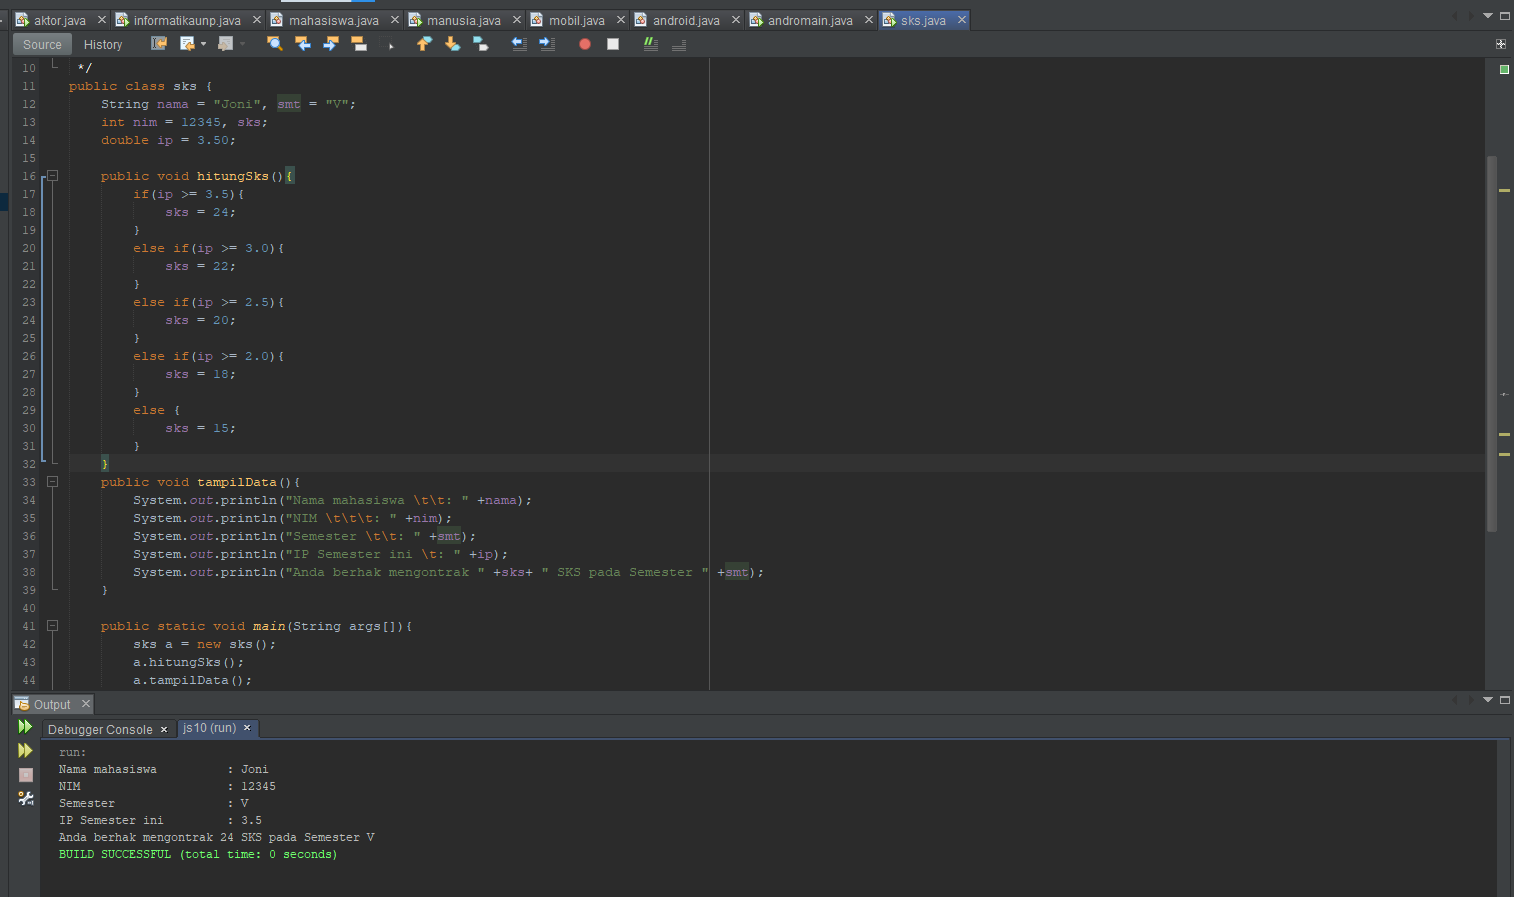 aktor.java informatikaunp.java mahasiswa.java manusia.java mobil.java android.java andromain.java sks.java
Source History
10 */
11 public class sks {
12 String nama = "Joni", smt = "V";
13 int nim = 12345, sks;
14 double ip = 3.50;
15
16 public void hitungSks(){
17 if(ip >= 3.5){
18 sks = 24;
19 }
20 else if(ip >= 3.0){
21 sks = 22;
22 }
23 else if(ip >= 2.5){
24 sks = 20;
25 }
26 else if(ip >= 2.0){
27 sks = 18;
28 }
29 else {
30 sks = 15;
31 }
32 }
33 public void tampilData(){
34 System.out.println("Nama mahasiswa \t\t: " +nama);
35 System.out.println("NIM \t\t\t: " +nim);
36 System.out.println("Semester \t\t: " +smt);
37 System.out.println("IP Semester ini \t: " +ip);
38 System.out.println("Anda berhak mengontrak " +sks+ " SKS pada Semester " +smt);
39 }
40
41 public static void main(String args[]){
42 sks a = new sks();
43 a.hitungSks();
44 a.tampilData();
Output
Debugger Console js10 (run)
run:
Nama mahasiswa : Joni
NIM : 12345
Semester : V
IP Semester ini : 3.5
Anda berhak mengontrak 24 SKS pada Semester V
BUILD SUCCESSFUL (total time: 0 seconds)